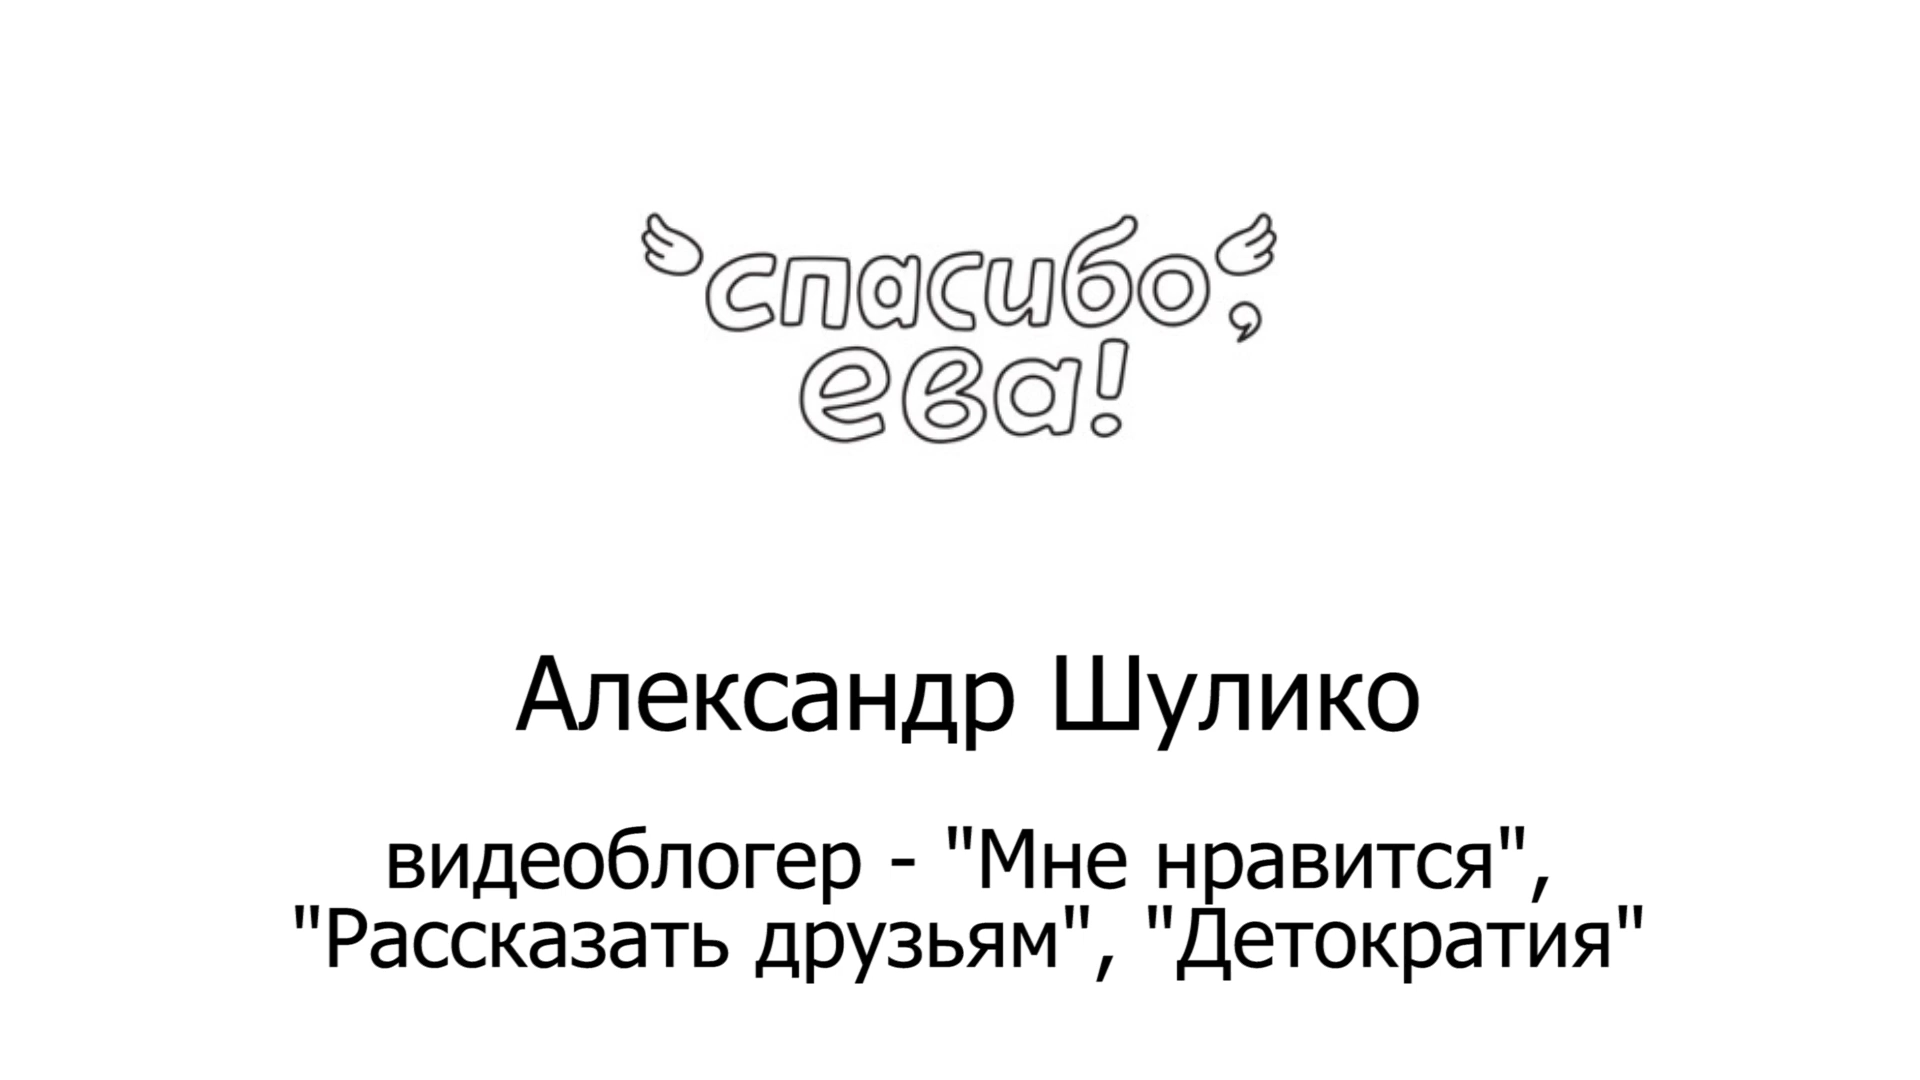 спасибо,
ева!
Александр Шулико
видеоблогер - "Мне нравится",
"Рассказать друзьям", "Детократия"